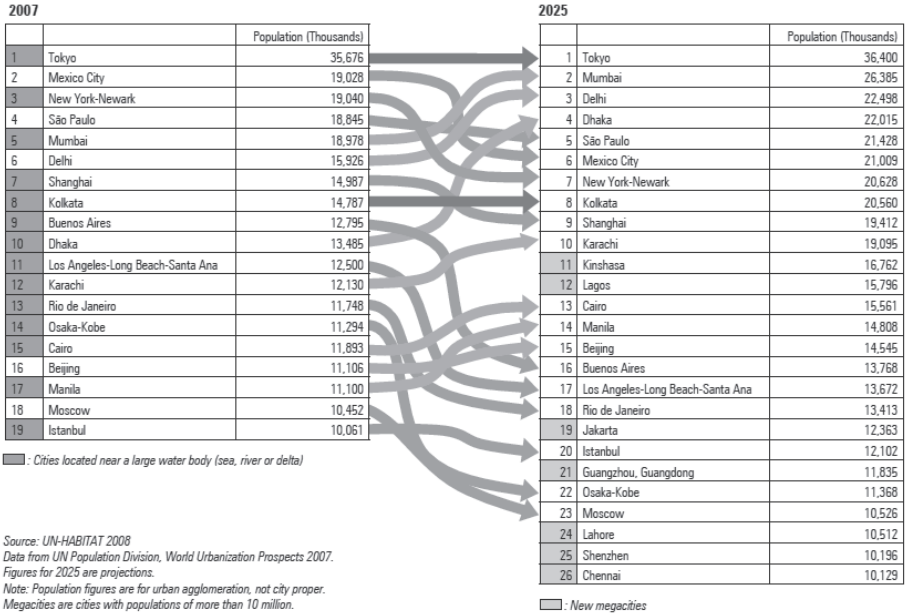 2007
Population (Thousands)
1 Tokyo 35,676
2 Mexico City 19,028
3 New York-Newark 19,040
4 São Paulo 18,845
5 Mumbai 18,978
6 Delhi 15,926
7 Shanghai 14,987
8 Kolkata 14,787
9 Buenos Aires 12,795
10 Dhaka 13,485
11 Los Angeles-Long Beach-Santa Ana 12,500
12 Karachi 12,130
13 Rio de Janeiro 11,748
14 Osaka-Kobe 11,294
15 Cairo 11,893
16 Beijing 11,106
17 Manila 11,100
18 Moscow 10,452
19 Istanbul 10,061
: Cities located near a large water body (sea, river or delta)
Source: UN-HABITAT 2008
Data from UN Population Division, World Urbanization Prospects 2007.
Figures for 2025 are projections.
Note: Population figures are for urban agglomeration, not city proper.
Megacities are cities with populations of more than 10 million.
2025
Population (Thousands)
1 Tokyo 36,400
2 Mumbai 26,385
3 Delhi 22,498
4 Dhaka 22,015
5 São Paulo 21,428
6 Mexico City 21,009
7 New York-Newark 20,628
8 Kolkata 20,560
9 Shanghai 19,412
10 Karachi 19,095
11 Kinshasa 16,762
12 Lagos 15,796
13 Cairo 15,561
14 Manila 14,808
15 Beijing 14,545
16 Buenos Aires 13,768
17 Los Angeles-Long Beach-Santa Ana 13,672
18 Rio de Janeiro 13,413
19 Jakarta 12,363
20 Istanbul 12,102
21 Guangzhou, Guangdong 11,835
22 Osaka-Kobe 11,368
23 Moscow 10,526
24 Lahore 10,512
25 Shenzhen 10,196
26 Chennai 10,129
: New megacities